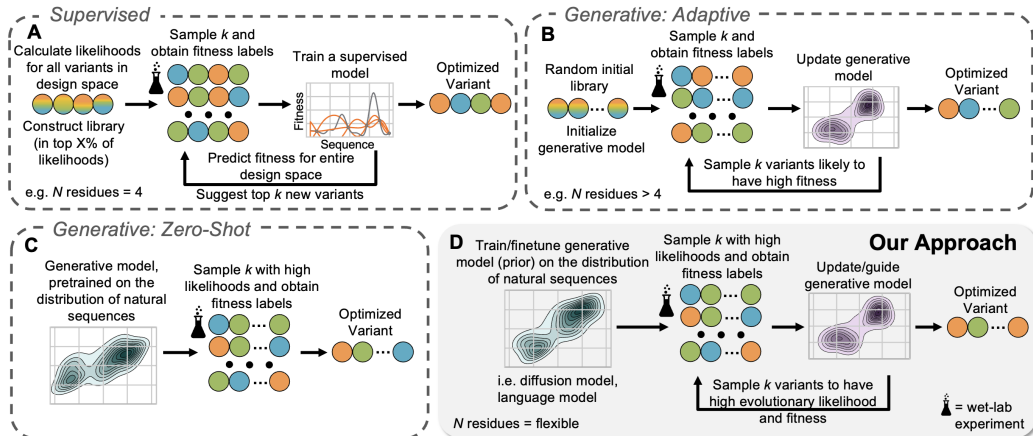 Supervised
A
Calculate likelihoods
for all variants in
design space
Construct library
(in top X% of
likelihoods)
e.g. N residues = 4
Sample k and
obtain fitness labels
Train a supervised
model
Fitness
Sequence
Optimized
Variant
Predict fitness for entire
design space
Suggest top k new variants
Generative: Adaptive
B
Random initial
library
Initialize
generative model
e.g. N residues > 4
Sample k and
obtain fitness labels
Update generative
model
Optimized
Variant
Sample k variants likely to
have high fitness
Generative: Zero-Shot
C
Generative model,
pretrained on the
distribution of natural
sequences
Sample k with high
likelihoods and obtain
fitness labels
Optimized
Variant
D
Our Approach
Train/finetune generative
model (prior) on the distribution
of natural sequences
i.e. diffusion model,
language model
N residues = flexible
Sample k with high
likelihoods and obtain
fitness labels
Update/guide
generative model
Optimized
Variant
Sample k variants to have
high evolutionary likelihood
and fitness
= wet-lab
experiment